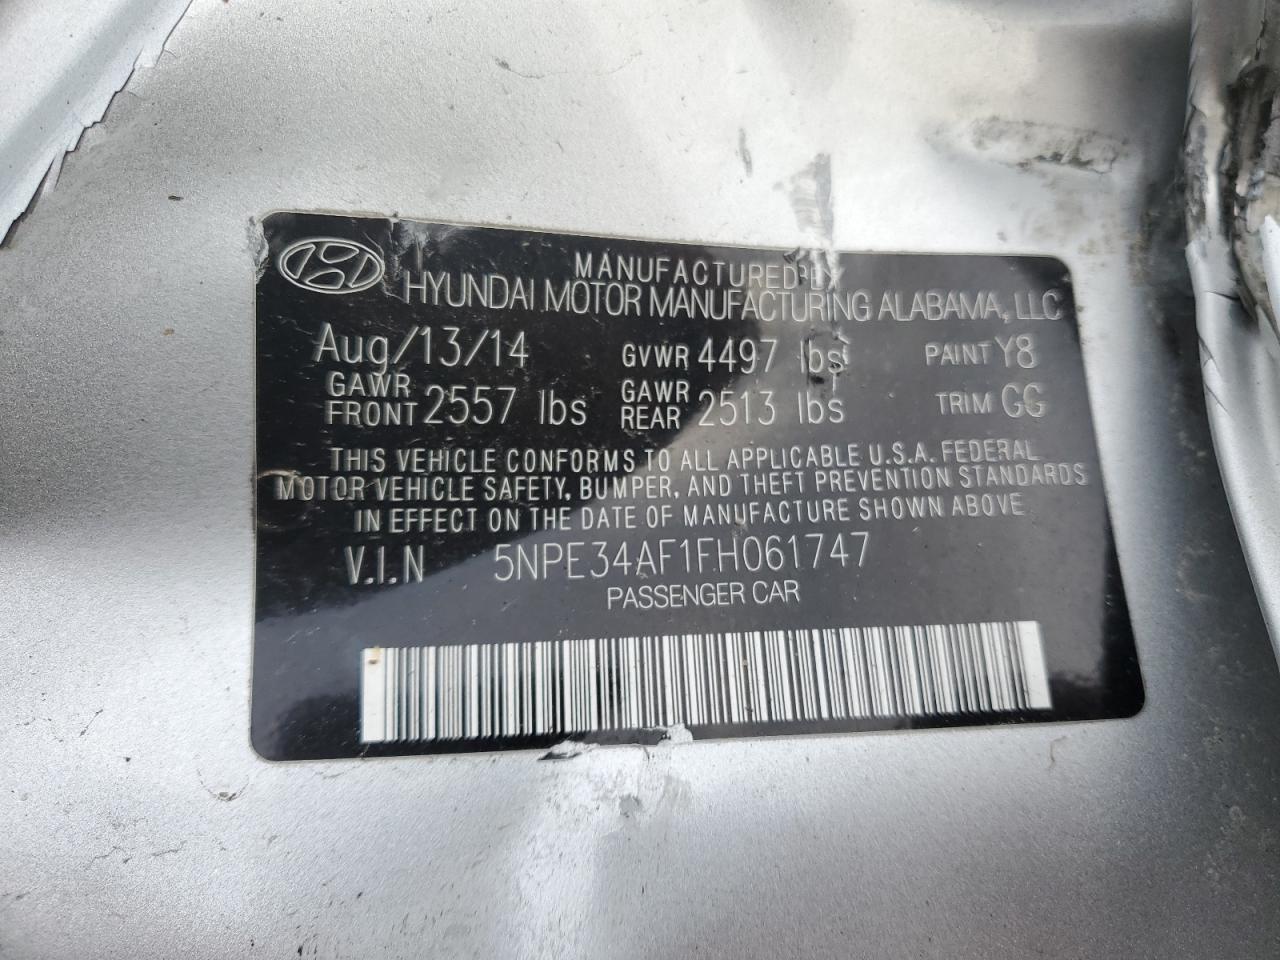 MANUFACTURED BY
HYUNDAI MOTOR MANUFACTURING ALABAMA, LLC
Aug/13/14 GVWR 4497 lbs PAINT Y8
GAWR FRONT 2557 lbs GAWR REAR 2513 lbs TRIM GG
THIS VEHICLE CONFORMS TO ALL APPLICABLE U.S.A. FEDERAL
MOTOR VEHICLE SAFETY, BUMPER, AND THEFT PREVENTION STANDARDS
IN EFFECT ON THE DATE OF MANUFACTURE SHOWN ABOVE
V.I.N 5NPE34AF1FH061747
PASSENGER CAR